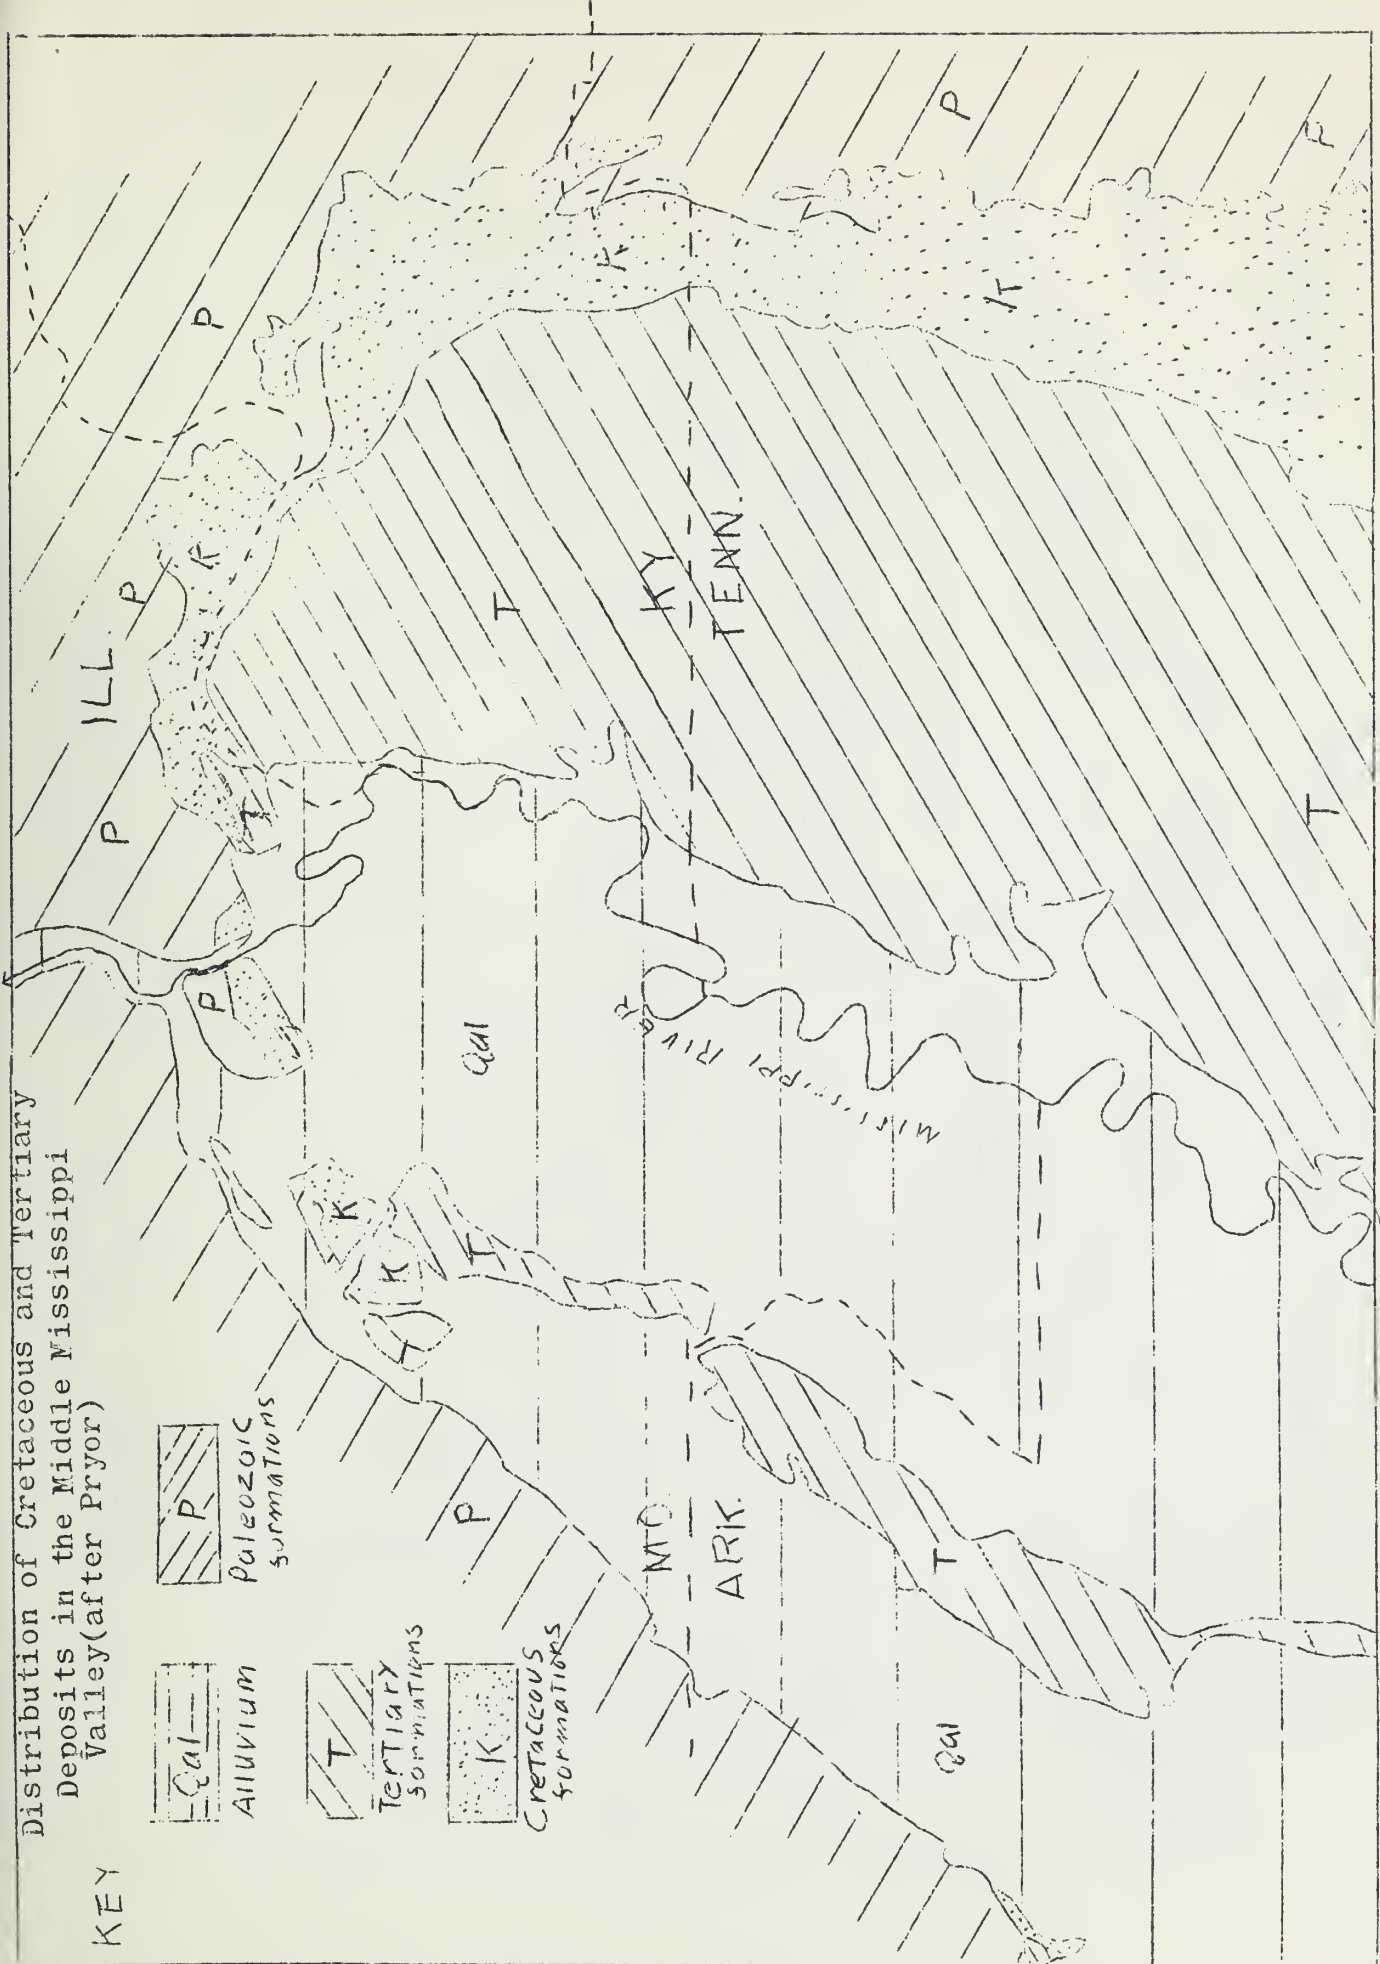 Distribution of Cretaceous and Tertiary
Deposits in the Middle Mississippi
Valley(after Pryor)
KEY
Qal
Alluvium
P
Paleozoic
formations
T
Tertiary
formations
K
Cretaceous
formations
P
ILL.
P
P
P
P
K
T
K
K
T
T
P
Qal
T
K
MO
KY
ARK.
TENN.
MISSISSIPPI RIVER
T
Qal
K
T
P
P